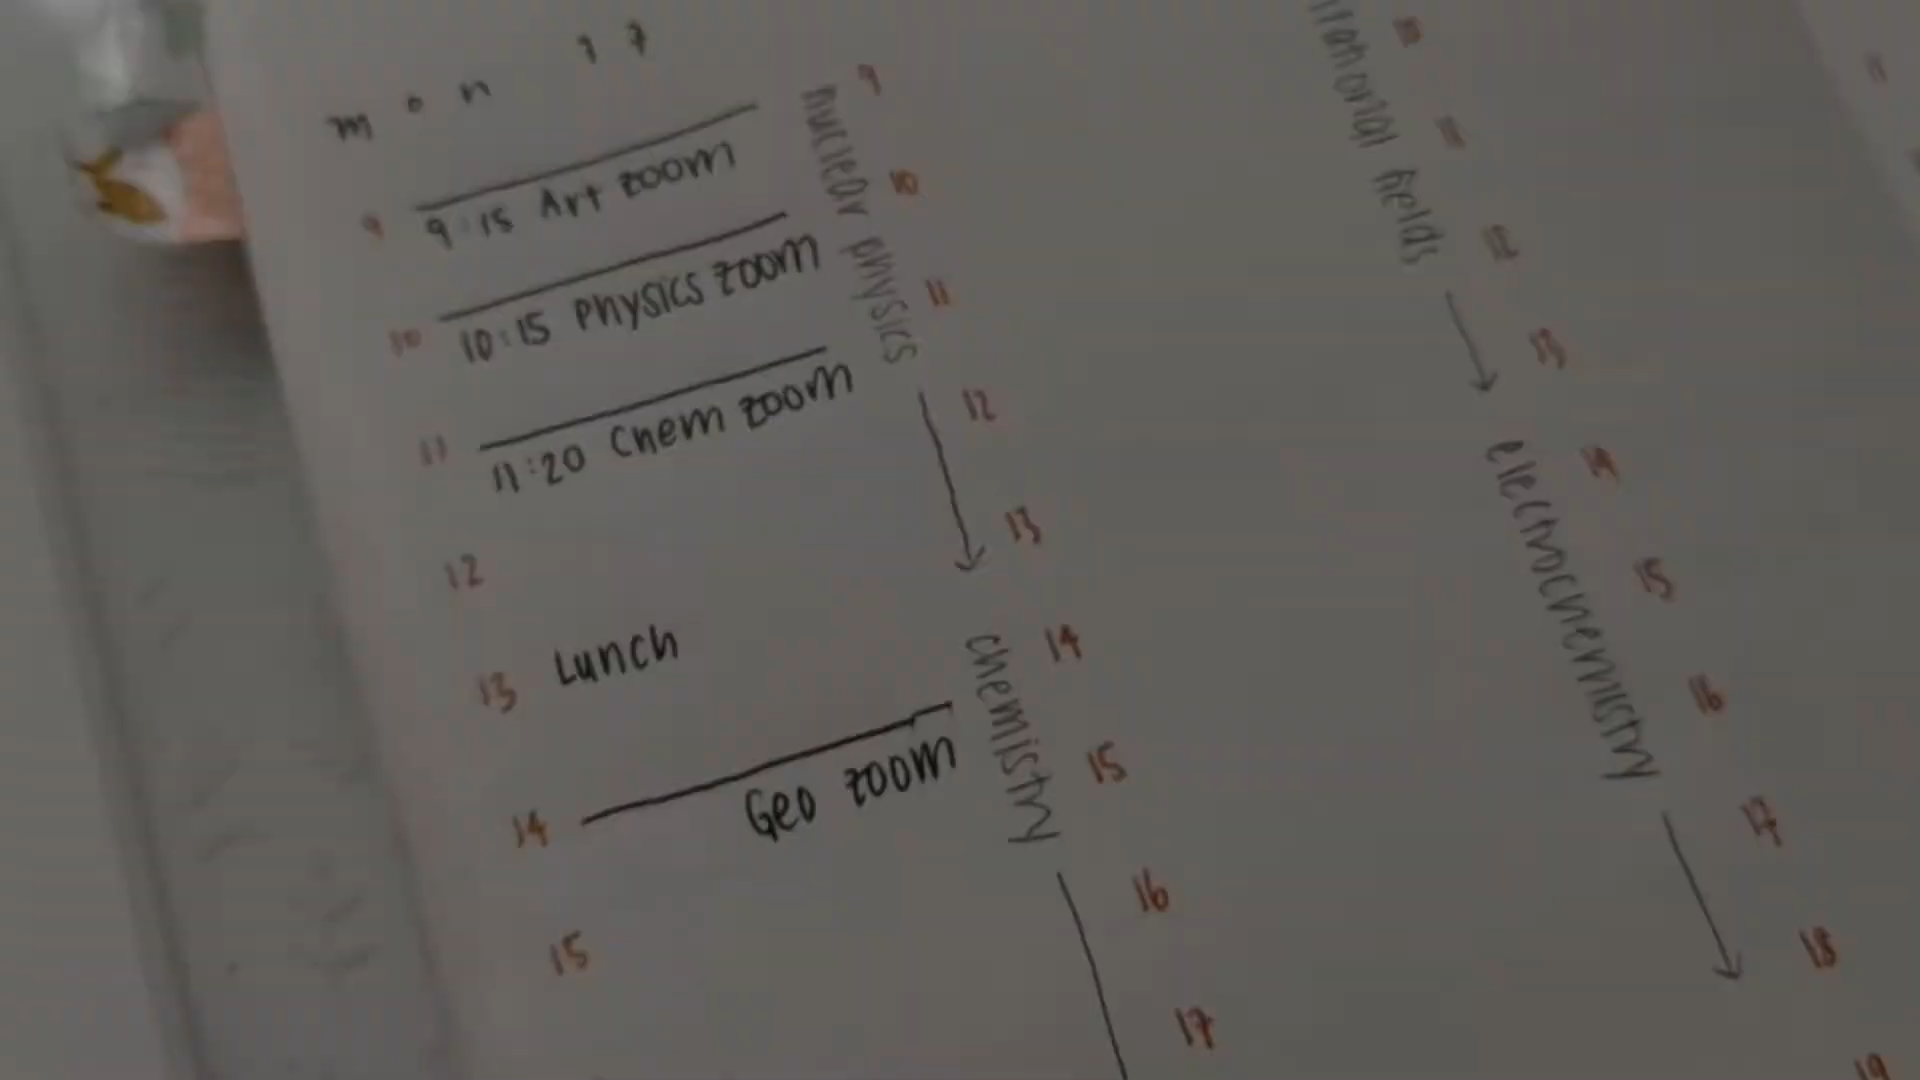 mon 17
9
9:15 Art zoom
10
10:15 Physics zoom
11
11:20 Chem zoom
12
13 Lunch
14
Geo zoom
15
nuclear physics
chemistry
9
10
11
12
13
14
15
16
17
fields
electrochemistry
11
12
13
14
15
16
17
18
19